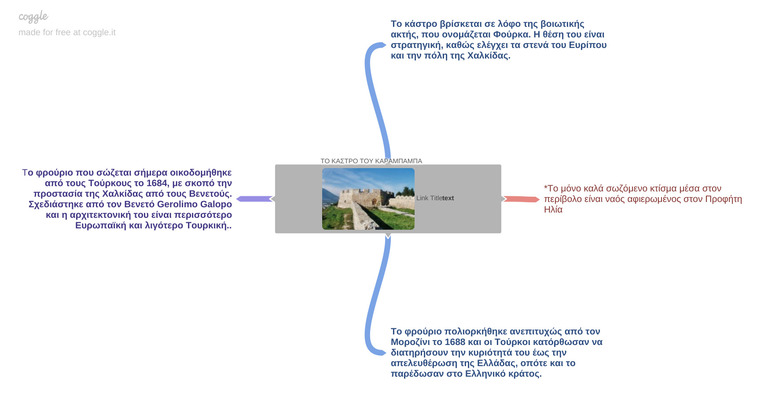 coggle
made for free at coggle.it
Το κάστρο βρίσκεται σε λόφο της βοιωτικής
ακτής, που ονομάζεται Φούρκα. Η θέση του είναι
στρατηγική, καθώς ελέγχει τα στενά του Ευρίπου
και την πόλη της Χαλκίδας.
ΤΟ ΚΑΣΤΡΟ ΤΟΥ ΚΑΡΑΜΠΑΜΠΑ
Link Titletext
Το φρούριο που σώζεται σήμερα οικοδομήθηκε
από τους Τούρκους το 1684, με σκοπό την
προστασία της Χαλκίδας από τους Βενετούς.
Σχεδιάστηκε από τον Βενετό Gerolimo Galopo
και η αρχιτεκτονική του είναι περισσότερο
Ευρωπαϊκή και λιγότερο Τουρκική..
*Το μόνο καλά σωζόμενο κτίσμα μέσα στον
περίβολο είναι ναός αφιερωμένος στον Προφήτη
Ηλία
Το φρούριο πολιορκήθηκε ανεπιτυχώς από τον
Μοροζίνι το 1688 και οι Τούρκοι κατόρθωσαν να
διατηρήσουν την κυριότητά του έως την
απελευθέρωση της Ελλάδας, οπότε και το
παρέδωσαν στο Ελληνικό κράτος.